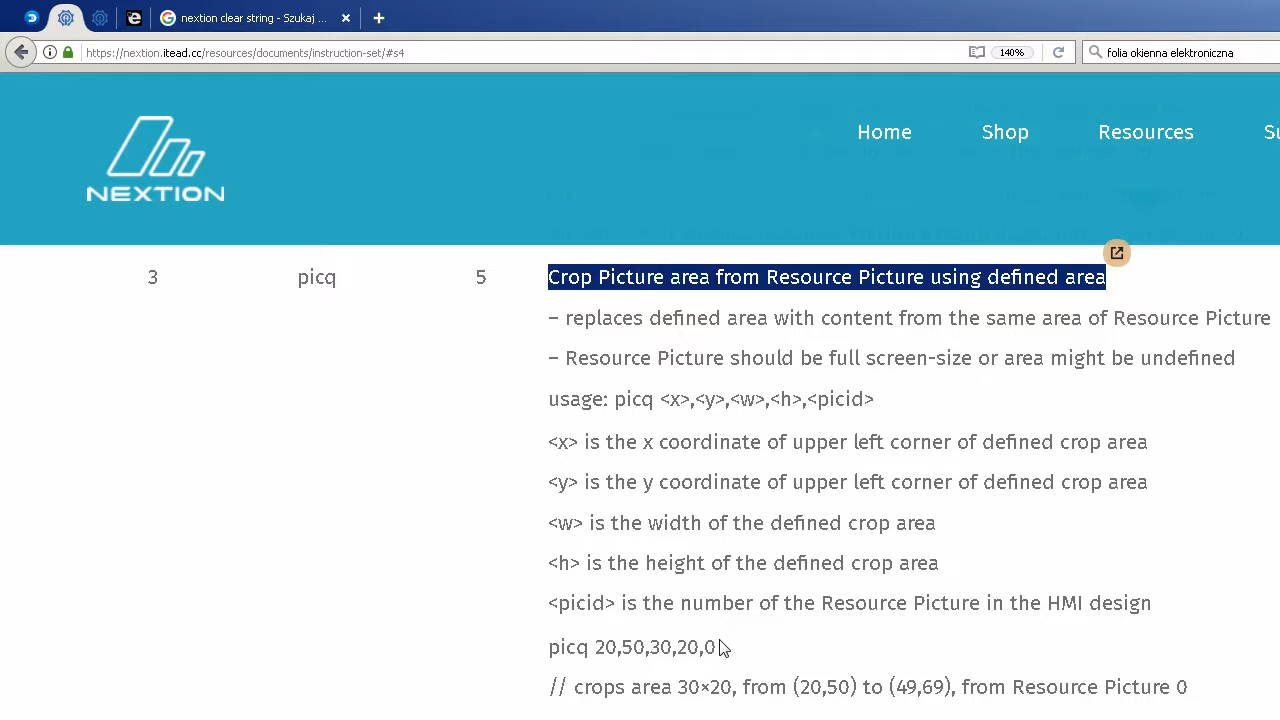 nextion clear string - Szukaj ...
https://nextion.itead.cc/resources/documents/instruction-set/#s4
140%
folia okienna elektroniczna
NEXTION
Home
Shop
Resources
Su
3
picq
5
Crop Picture area from Resource Picture using defined area
– replaces defined area with content from the same area of Resource Picture
– Resource Picture should be full screen-size or area might be undefined
usage: picq <x>,<y>,<w>,<h>,<picid>
<x> is the x coordinate of upper left corner of defined crop area
<y> is the y coordinate of upper left corner of defined crop area
<w> is the width of the defined crop area
<h> is the height of the defined crop area
<picid> is the number of the Resource Picture in the HMI design
picq 20,50,30,20,0
// crops area 30×20, from (20,50) to (49,69), from Resource Picture 0